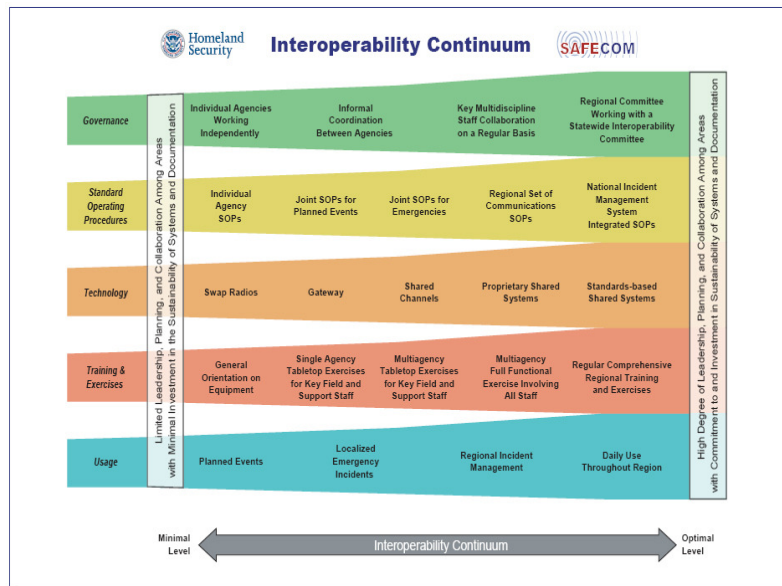 Homeland
Security
Interoperability Continuum
SAFECOM
Limited Leadership, Planning, and Collaboration Among Areas
with Minimal Investment in the Sustainability of Systems and Documentation
High Degree of Leadership, Planning, and Collaboration Among Areas
with Commitment to and Investment in Sustainability of Systems and Documentation
Governance
Individual Agencies
Working
Independently
Informal
Coordination
Between Agencies
Key Multidiscipline
Staff Collaboration
on a Regular Basis
Regional Committee
Working with a
Statewide Interoperability
Committee
Standard
Operating
Procedures
Individual
Agency
SOPs
Joint SOPs for
Planned Events
Joint SOPs for
Emergencies
Regional Set of
Communications
SOPs
National Incident
Management
System
Integrated SOPs
Technology
Swap Radios
Gateway
Shared
Channels
Proprietary Shared
Systems
Standards-based
Shared Systems
Training &
Exercises
General
Orientation on
Equipment
Single Agency
Tabletop Exercises
for Key Field and
Support Staff
Multiagency
Tabletop Exercises
for Key Field and
Support Staff
Multiagency
Full Functional
Exercise Involving
All Staff
Regular Comprehensive
Regional Training
and Exercises
Usage
Planned Events
Localized
Emergency
Incidents
Regional Incident
Management
Daily Use
Throughout Region
Minimal
Level
Interoperability Continuum
Optimal
Level